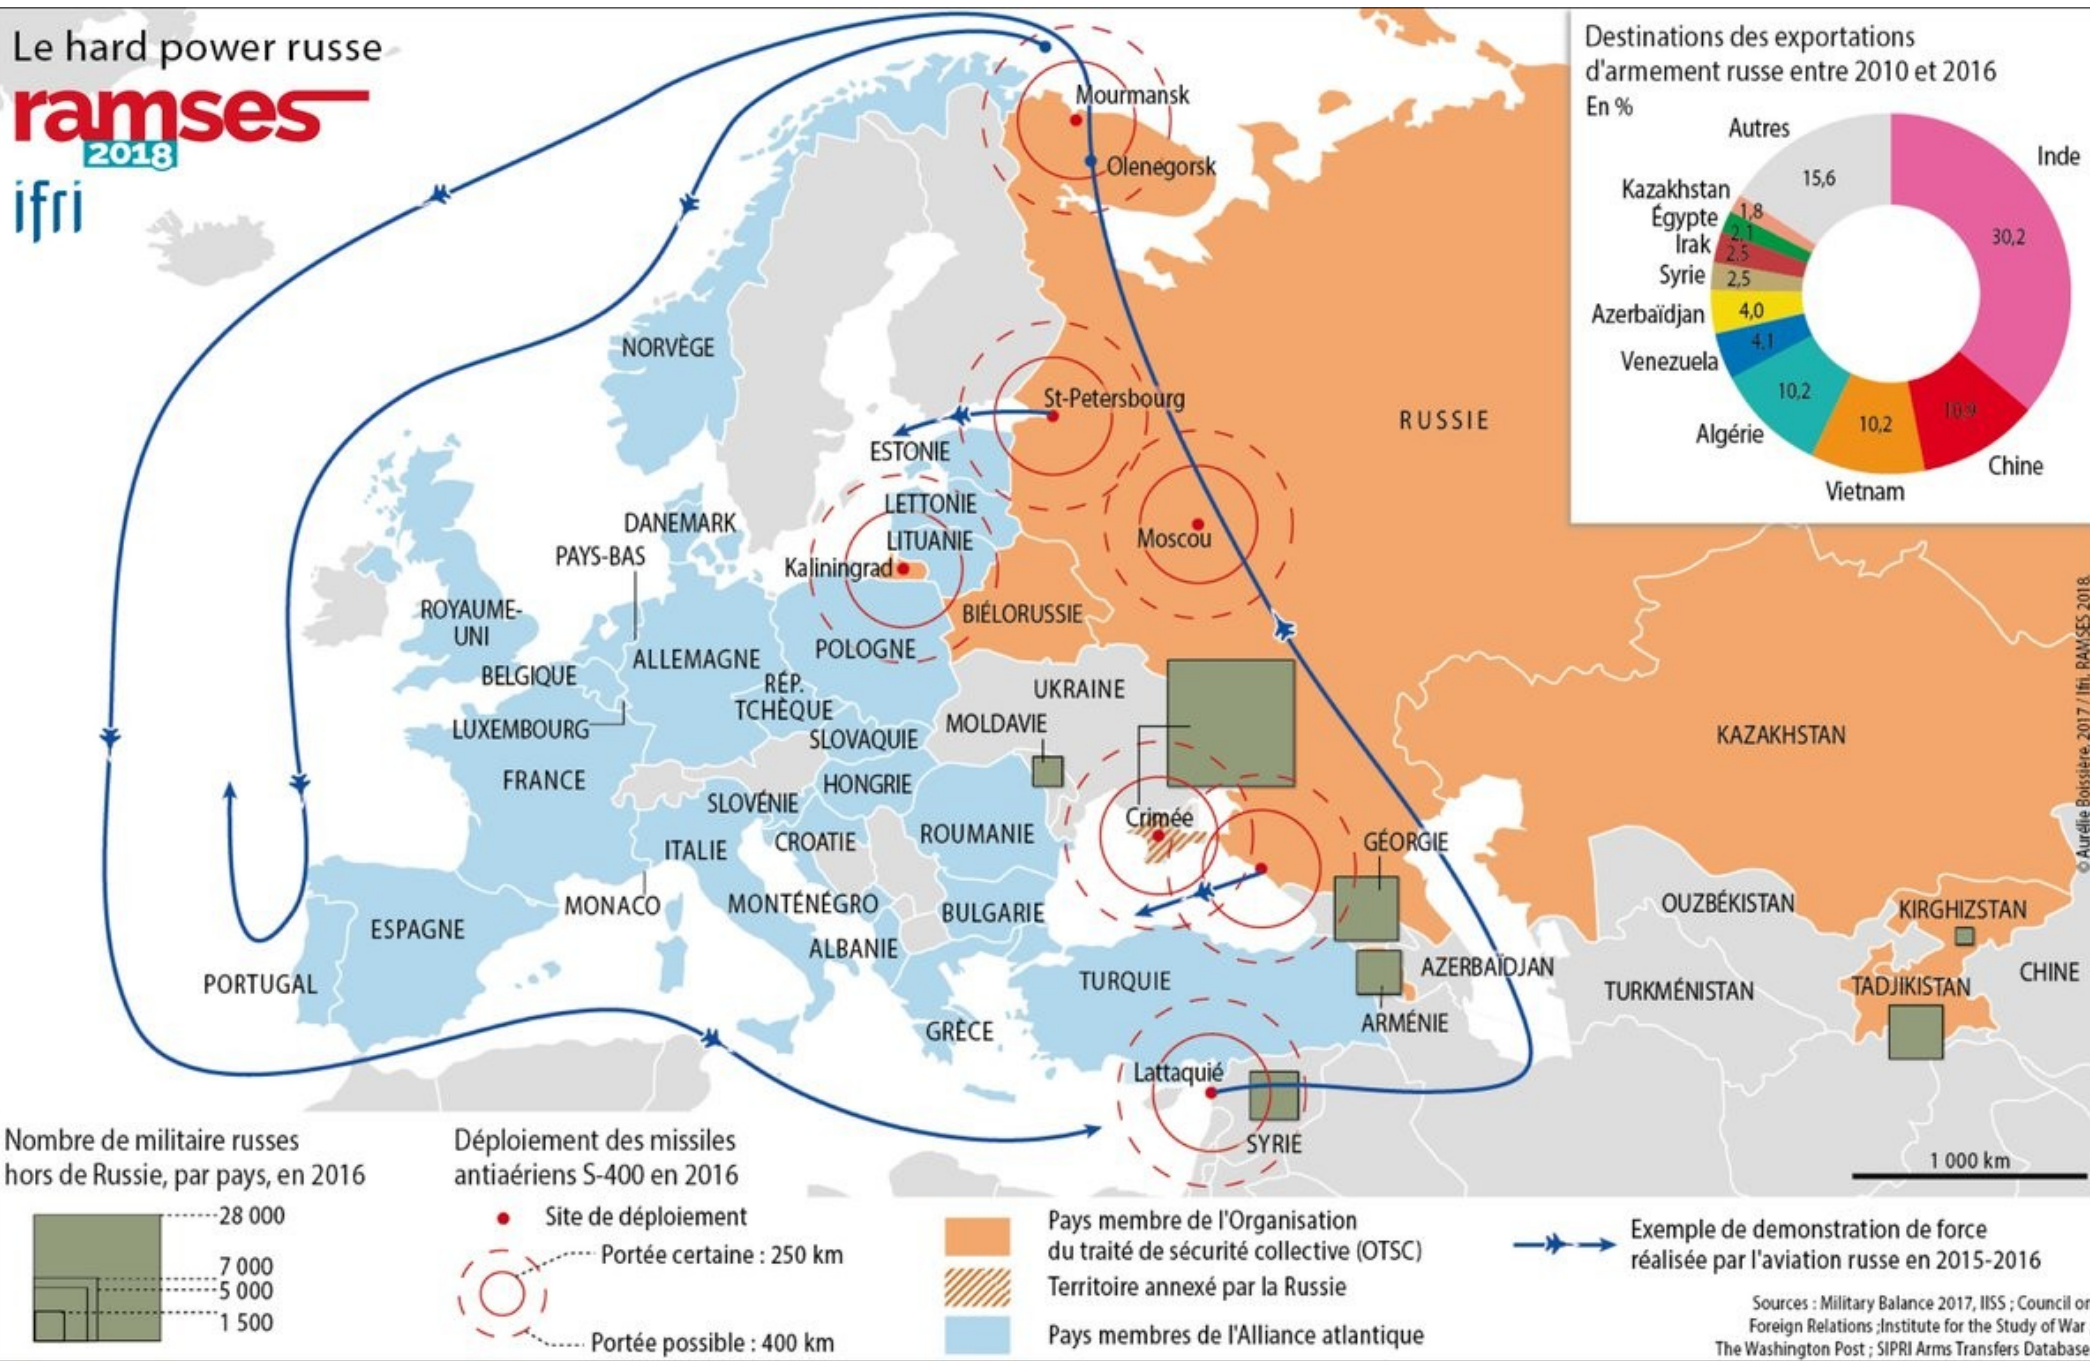 Le hard power russe
ramses
2018
ifri
Destinations des exportations
d'armement russe entre 2010 et 2016
En %
Autres
Inde
15,6
Kazakhstan
1,8
Égypte
2,1
30,2
Irak
2,5
Syrie
2,5
Azerbaïdjan
4,0
Venezuela
4,1
10,2
10,9
Algérie
10,2
Chine
Vietnam
Mourmansk
Olenegorsk
NORVÈGE
St-Petersbourg
RUSSIE
ESTONIE
LETTONIE
DANEMARK
LITUANIE
Moscou
PAYS-BAS
Kaliningrad
ROYAUME-
UNI
BIÉLORUSSIE
POLOGNE
ALLEMAGNE
BELGIQUE
RÉP.
TCHÈQUE
UKRAINE
LUXEMBOURG
MOLDAVIE
SLOVAQUIE
KAZAKHSTAN
FRANCE
HONGRIE
SLOVÉNIE
Crimée
CROATIE
ROUMANIE
GÉORGIE
ITALIE
MONACO
MONTÉNÉGRO
BULGARIE
OUZBÉKISTAN
KIRGHIZSTAN
ESPAGNE
ALBANIE
PORTUGAL
TURQUIE
AZERBAÏDJAN
TURKMÉNISTAN
TADJIKISTAN
CHINE
GRÈCE
ARMÉNIE
Lattaquié
SYRIE
1 000 km
© Aurélie Boissière, 2017 / Ifri, RAMSES 2018.
Nombre de militaire russes
hors de Russie, par pays, en 2016
28 000
7 000
5 000
1 500
Déploiement des missiles
antiaériens S-400 en 2016
Site de déploiement
Portée certaine : 250 km
Portée possible : 400 km
Pays membre de l'Organisation
du traité de sécurité collective (OTSC)
Territoire annexé par la Russie
Pays membres de l'Alliance atlantique
Exemple de demonstration de force
réalisée par l'aviation russe en 2015-2016
Sources : Military Balance 2017, IISS ; Council on
Foreign Relations ;Institute for the Study of War
The Washington Post ; SIPRI Arms Transfers Database